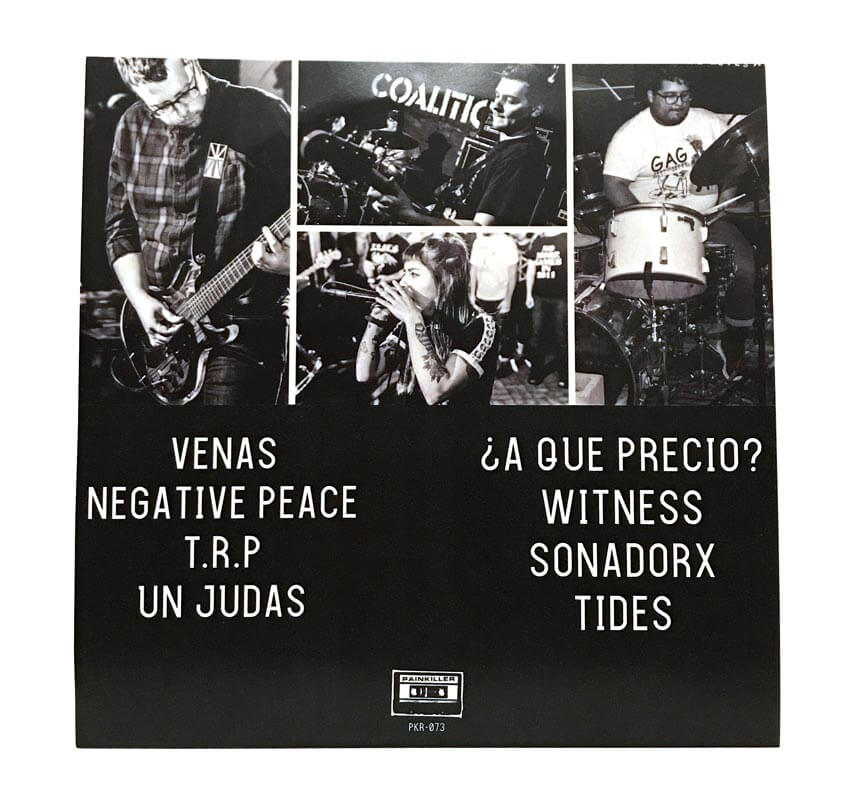 COALITIO
GAG
VENAS
NEGATIVE PEACE
T.R.P
UN JUDAS
¿A QUE PRECIO?
WITNESS
SONADORX
TIDES
PAINKILLER
PKR-073